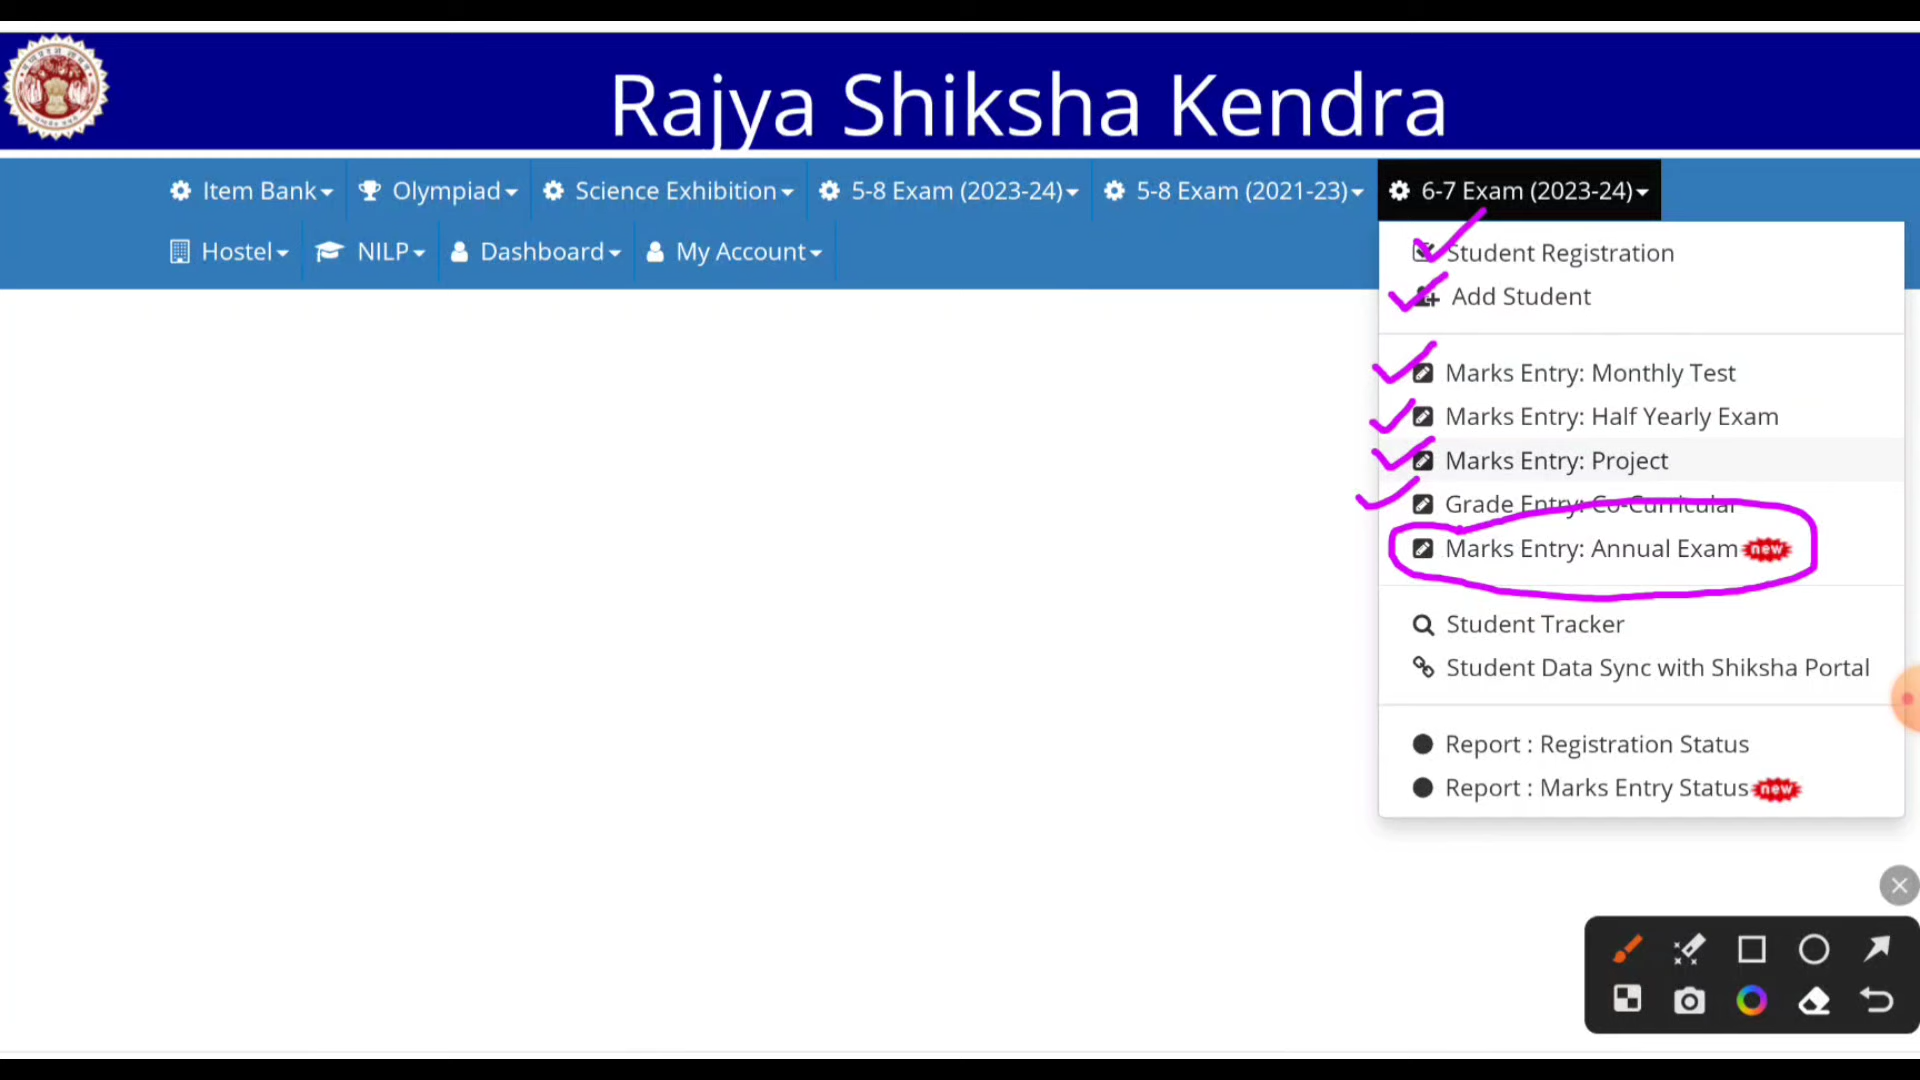 Rajya Shiksha Kendra
Item Bank
Olympiad
Science Exhibition
5-8 Exam (2023-24)
5-8 Exam (2021-23)
6-7 Exam (2023-24)
Hostel
NILP
Dashboard
My Account
Student Registration
Add Student
Marks Entry: Monthly Test
Marks Entry: Half Yearly Exam
Marks Entry: Project
Grade Entry: Co-Curricular
Marks Entry: Annual Exam new
Student Tracker
Student Data Sync with Shiksha Portal
Report : Registration Status
Report : Marks Entry Status new